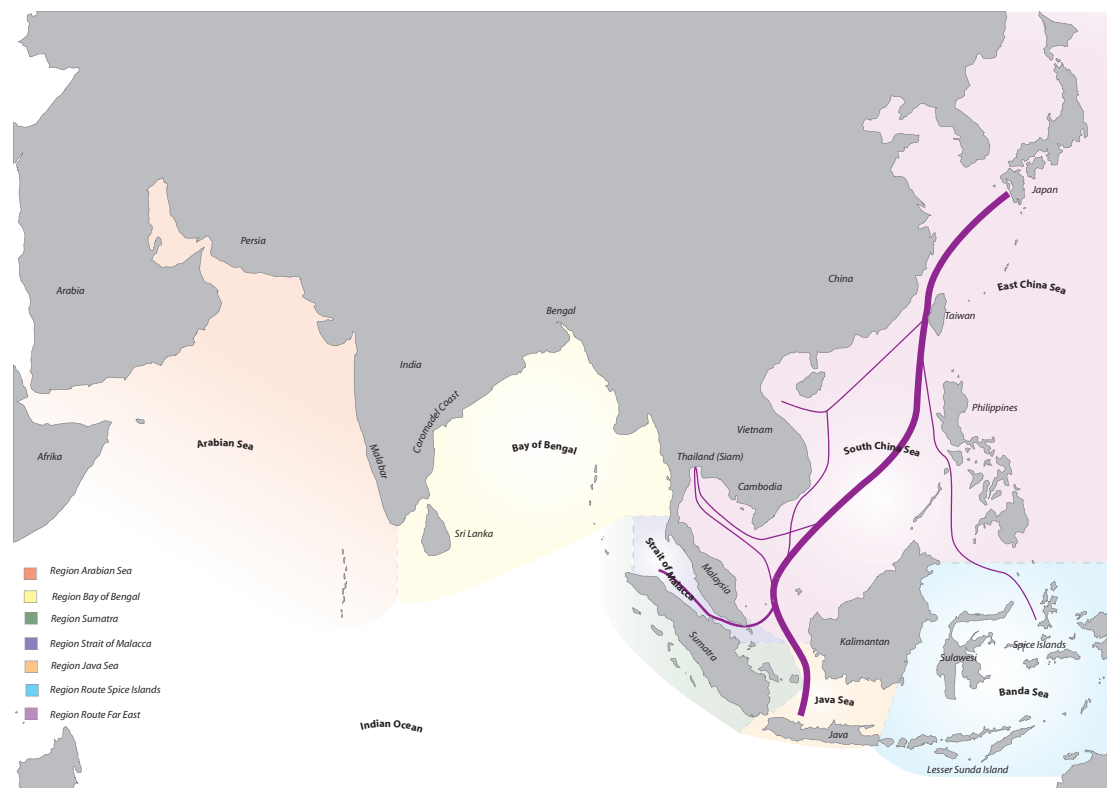 Japan
Persia
China
East China Sea
Arabia
Bengal
Taiwan
India
Coromadel Coast
Philippines
Arabian Sea
Malabar
Bay of Bengal
Vietnam
South China Sea
Afrika
Thailand (Siam)
Cambodia
Sri Lanka
Strait of Malacca
Malaysia
Region Arabian Sea
Region Bay of Bengal
Region Sumatra
Region Strait of Malacca
Region Java Sea
Region Route Spice Islands
Region Route Far East
Sumatra
Kalimantan
Sulawesi
Spice Islands
Banda Sea
Java Sea
Indian Ocean
Java
Lesser Sunda Island